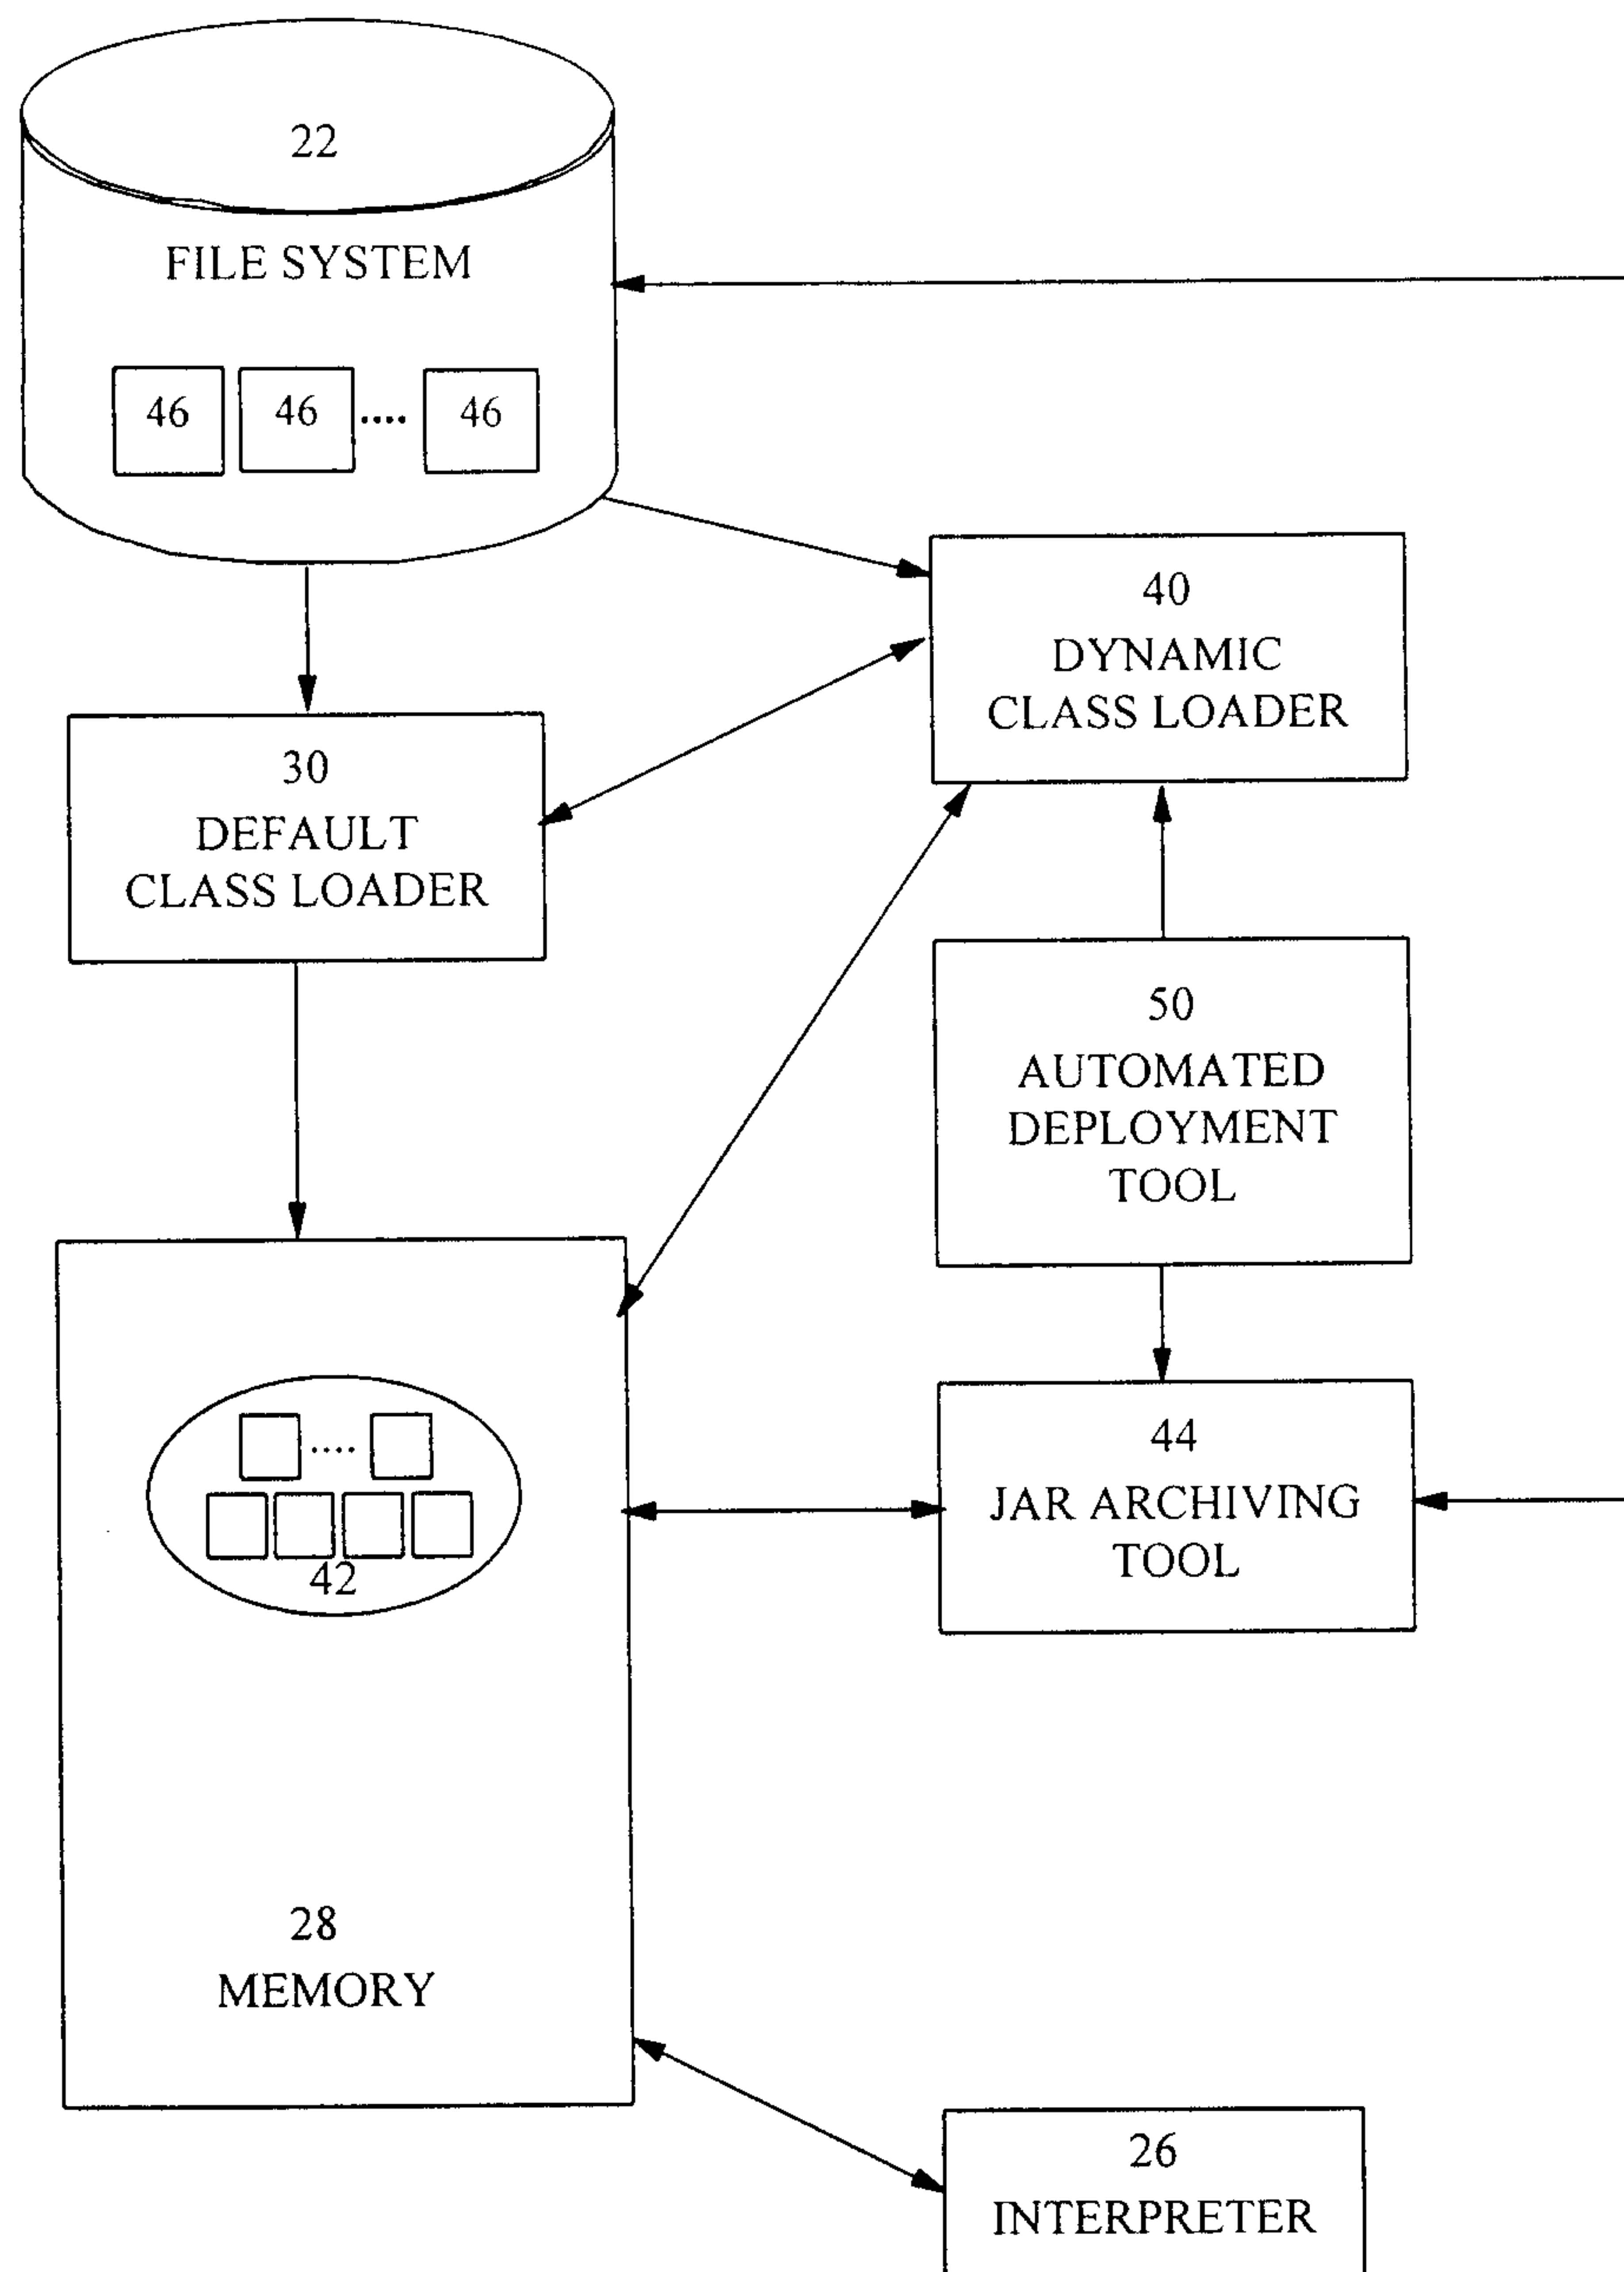 22
FILE SYSTEM
46 46 .... 46
40
DYNAMIC
CLASS LOADER
30
DEFAULT
CLASS LOADER
50
AUTOMATED
DEPLOYMENT
TOOL
....
42
44
JAR ARCHIVING
TOOL
28
MEMORY
26
INTERPRETER